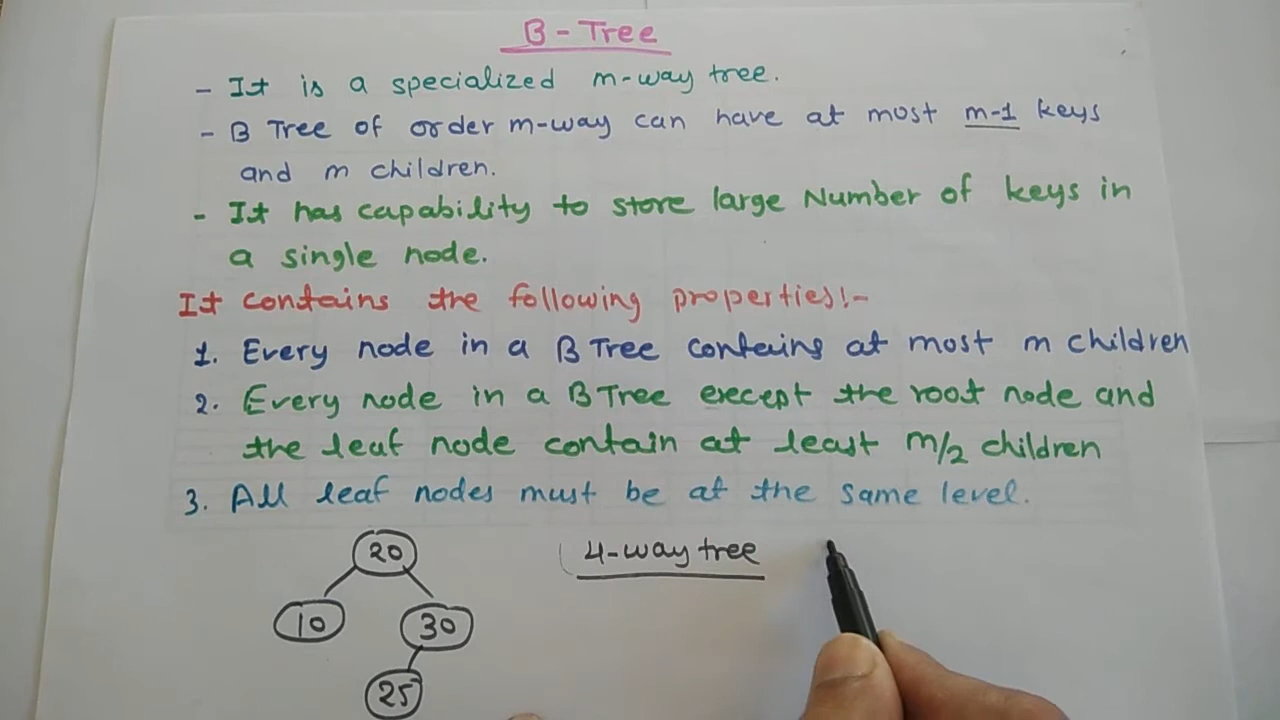 B-Tree
- It is a specialized m-way tree.
- B Tree of order m-way can have at most m-1 keys
and m children.
- It has capability to store large Number of keys in
a single node.
It contains the following properties:-
1. Every node in a B Tree contains at most m children
2. Every node in a B Tree except the root node and
the leaf node contain at least m/2 children
3. All leaf nodes must be at the same level.
20
4-way tree
10
30
25